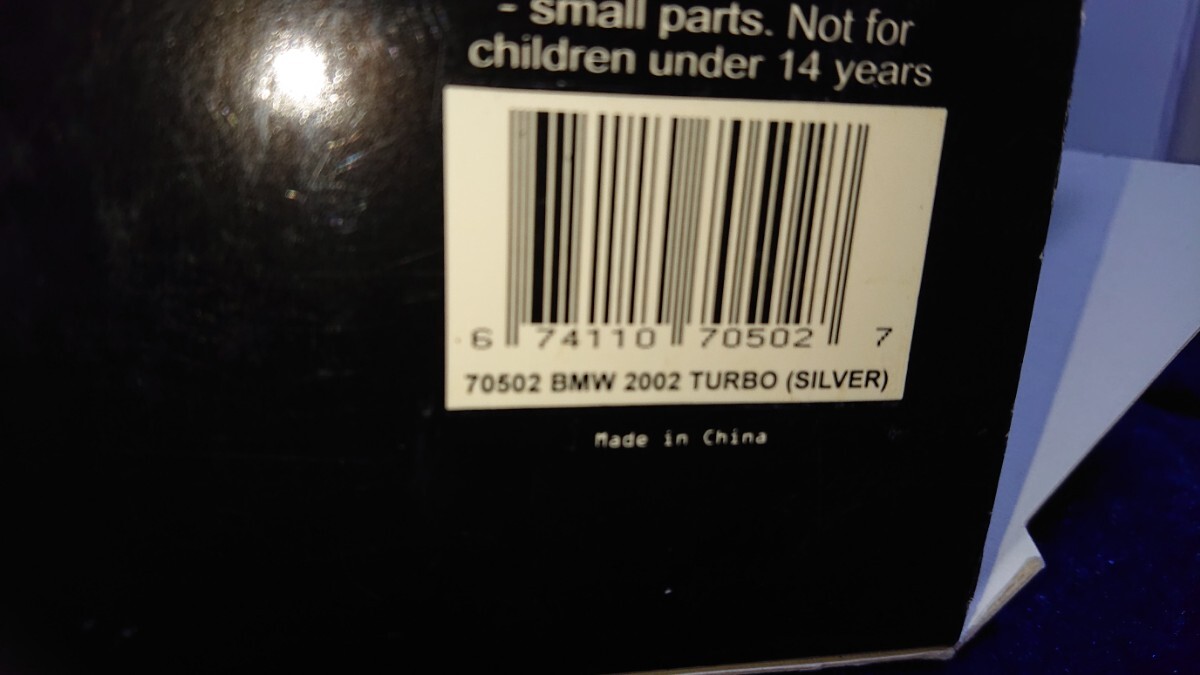 - small parts. Not for
children under 14 years
6 74110 70502 7
70502 BMW 2002 TURBO (SILVER)
Made in China